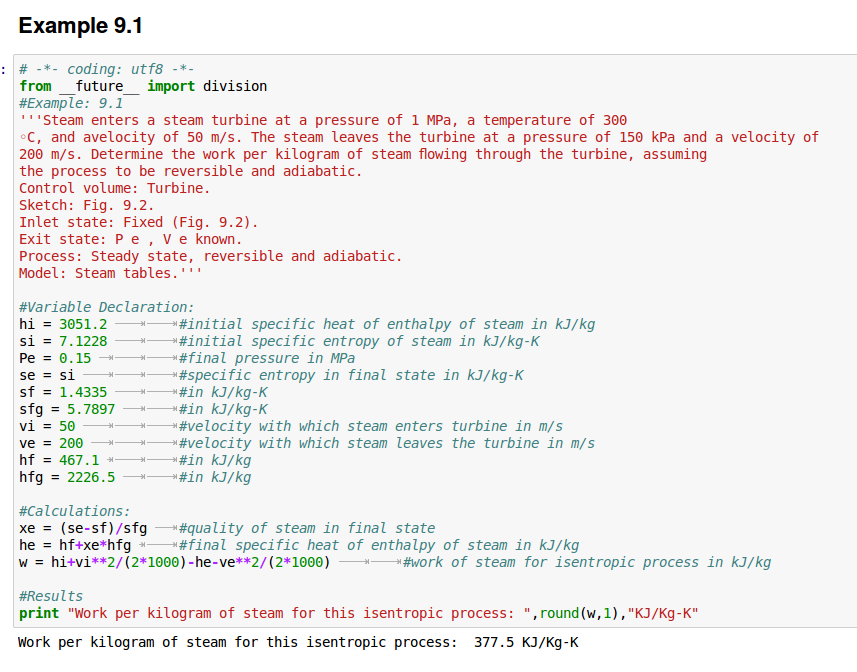 Example 9.1
: # -*- coding: utf8 -*-
from __future__ import division
#Example: 9.1
'''Steam enters a steam turbine at a pressure of 1 MPa, a temperature of 300
◦C, and avelocity of 50 m/s. The steam leaves the turbine at a pressure of 150 kPa and a velocity of
200 m/s. Determine the work per kilogram of steam flowing through the turbine, assuming
the process to be reversible and adiabatic.
Control volume: Turbine.
Sketch: Fig. 9.2.
Inlet state: Fixed (Fig. 9.2).
Exit state: P e , V e known.
Process: Steady state, reversible and adiabatic.
Model: Steam tables.'''
#Variable Declaration:
hi = 3051.2 #initial specific heat of enthalpy of steam in kJ/kg
si = 7.1228 #initial specific entropy of steam in kJ/kg-K
Pe = 0.15 #final pressure in MPa
se = si #specific entropy in final state in kJ/kg-K
sf = 1.4335 #in kJ/kg-K
sfg = 5.7897 #in kJ/kg-K
vi = 50 #velocity with which steam enters turbine in m/s
ve = 200 #velocity with which steam leaves the turbine in m/s
hf = 467.1 #in kJ/kg
hfg = 2226.5 #in kJ/kg
#Calculations:
xe = (se-sf)/sfg #quality of steam in final state
he = hf+xe*hfg #final specific heat of enthalpy of steam in kJ/kg
w = hi+vi**2/(2*1000)-he-ve**2/(2*1000) #work of steam for isentropic process in kJ/kg
#Results
print "Work per kilogram of steam for this isentropic process: ",round(w,1),"KJ/Kg-K"
Work per kilogram of steam for this isentropic process:  377.5 KJ/Kg-K